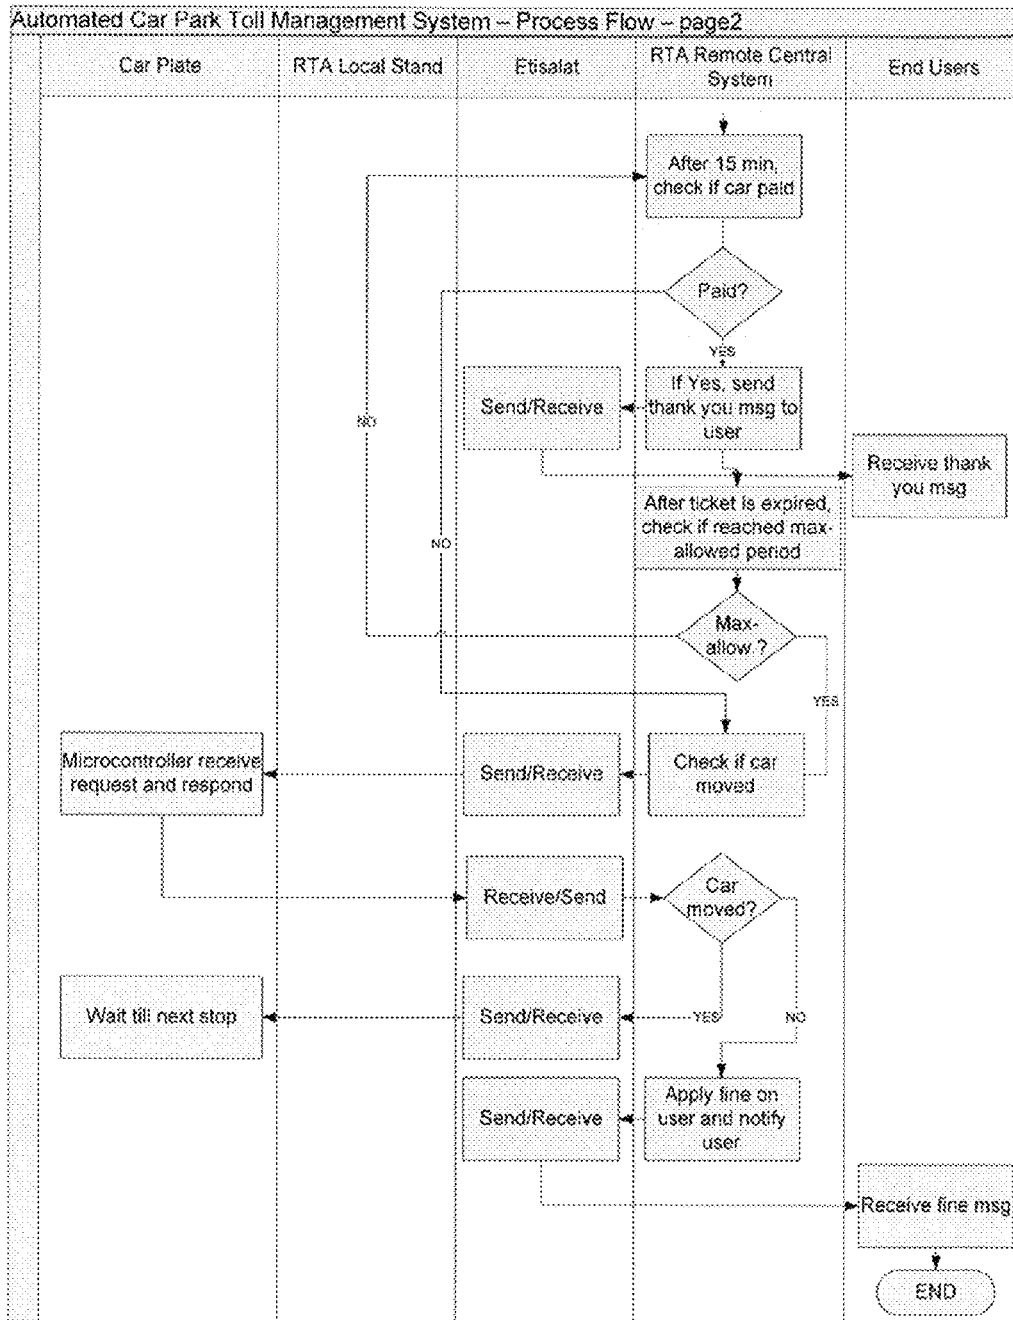 Automated Car Park Toll Management System – Process Flow – page2
Car Plate
RTA Local Stand
Etisalat
RTA Remote Central
System
End Users
After 15 min,
check if car paid
Paid?
YES
If Yes, send
thank you msg to
user
Send/Receive
NO
Receive thank
you msg
After ticket is expired,
check if reached max-
allowed period
NO
Max-
allow ?
YES
Microcontroller receive
request and respond
Send/Receive
Check if car
moved
Receive/Send
Car
moved?
Wait till next stop
Send/Receive
YES
NO
Send/Receive
Apply fine on
user and notify
user
Receive fine msg
END